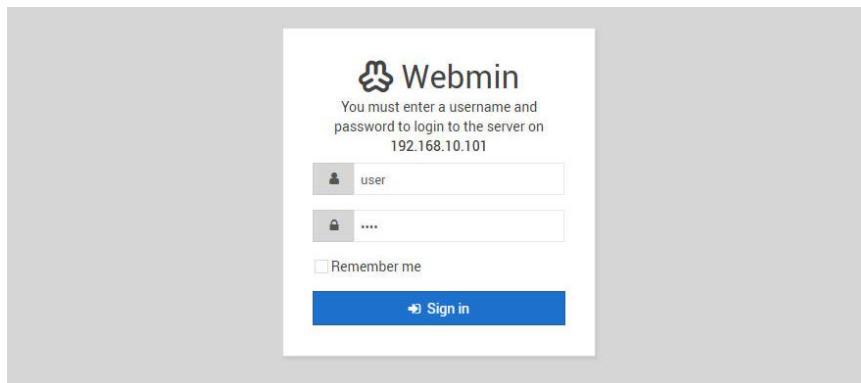 Webmin
You must enter a username and
password to login to the server on
192.168.10.101
user
••••
Remember me
Sign in